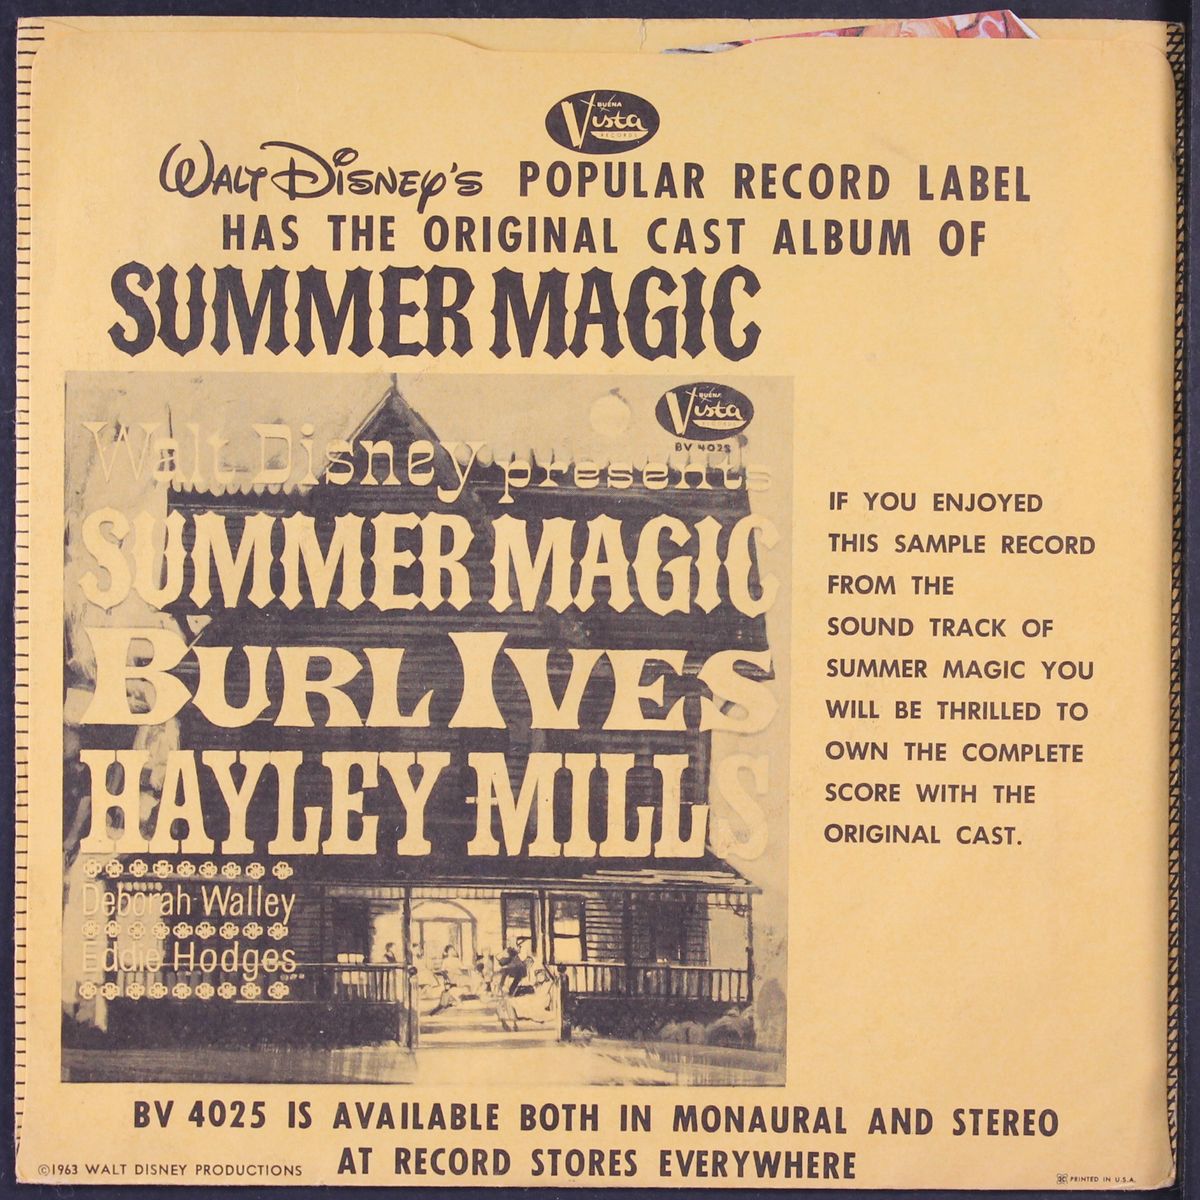 BUENA
Vista
RECORDS
WALT DISNEY'S POPULAR RECORD LABEL
HAS THE ORIGINAL CAST ALBUM OF
SUMMER MAGIC
BUENA
Vista
RECORDS
BV 4025
Walt Disney presents
SUMMER MAGIC
BURL IVES
HAYLEY MILLS
Deborah Walley
Eddie Hodges
IF YOU ENJOYED
THIS SAMPLE RECORD
FROM THE
SOUND TRACK OF
SUMMER MAGIC YOU
WILL BE THRILLED TO
OWN THE COMPLETE
SCORE WITH THE
ORIGINAL CAST.
BV 4025 IS AVAILABLE BOTH IN MONAURAL AND STEREO
AT RECORD STORES EVERYWHERE
©1963 WALT DISNEY PRODUCTIONS
PRINTED IN U.S.A.